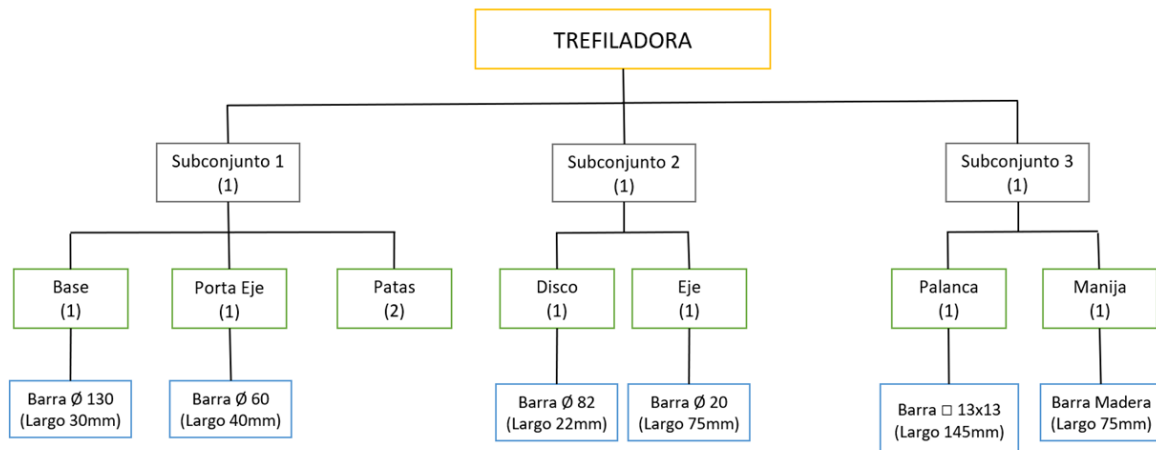 TREFILADORA
Subconjunto 1
(1)
Subconjunto 2
(1)
Subconjunto 3
(1)
Base
(1)
Porta Eje
(1)
Patas
(2)
Disco
(1)
Eje
(1)
Palanca
(1)
Manija
(1)
Barra Ø 130
(Largo 30mm)
Barra Ø 60
(Largo 40mm)
Barra Ø 82
(Largo 22mm)
Barra Ø 20
(Largo 75mm)
Barra □ 13x13
(Largo 145mm)
Barra Madera
(Largo 75mm)